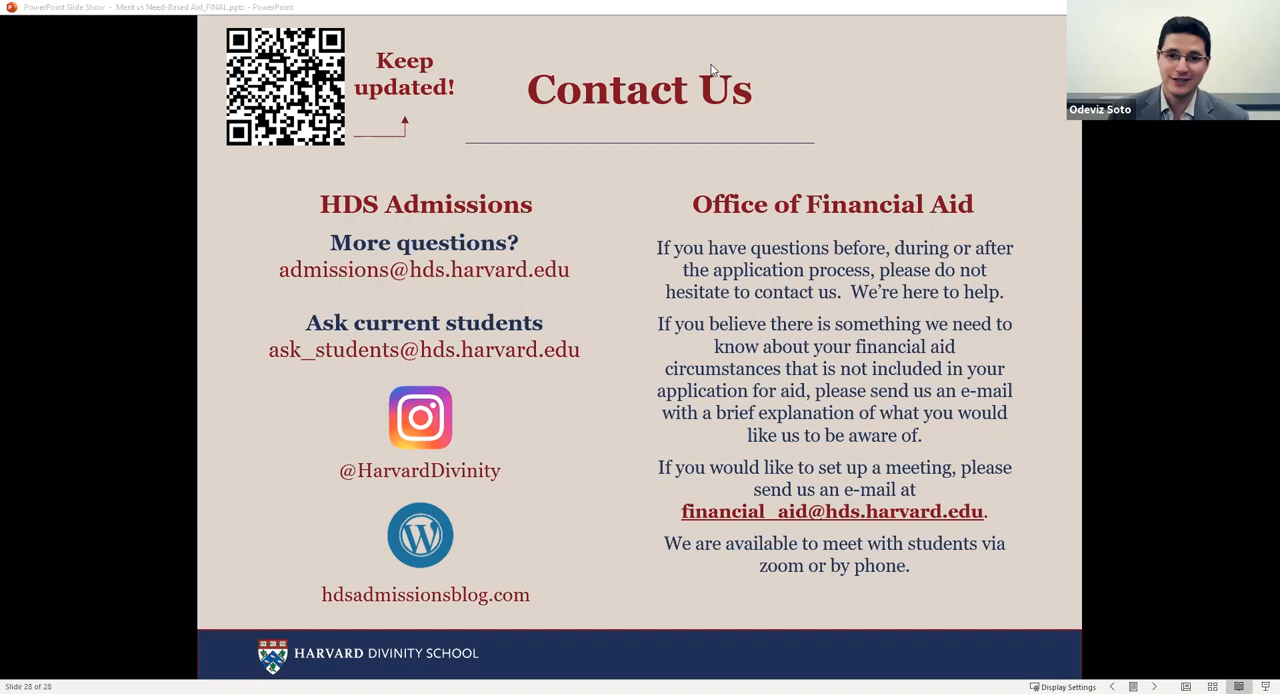 PowerPoint Slide Show - Merit vs Need-Based Aid_FINAL.pptx - PowerPoint
Keep
updated!
Contact Us
Odeviz Soto
HDS Admissions
More questions?
admissions@hds.harvard.edu
Ask current students
ask_students@hds.harvard.edu
@HarvardDivinity
hdsadmissionsblog.com
Office of Financial Aid
If you have questions before, during or after
the application process, please do not
hesitate to contact us. We’re here to help.
If you believe there is something we need to
know about your financial aid
circumstances that is not included in your
application for aid, please send us an e-mail
with a brief explanation of what you would
like us to be aware of.
If you would like to set up a meeting, please
send us an e-mail at
financial_aid@hds.harvard.edu.
We are available to meet with students via
zoom or by phone.
HARVARD DIVINITY SCHOOL
Slide 28 of 28
Display Settings